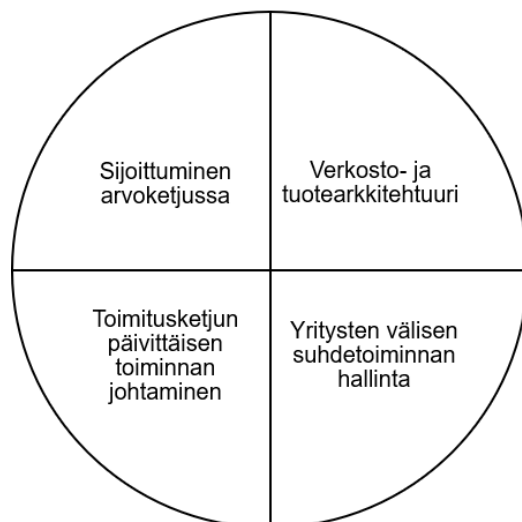 Sijoittuminen
arvoketjussa
Verkosto- ja
tuotearkkitehtuuri
Toimitusketjun
päivittäisen
toiminnan
johtaminen
Yritysten välisen
suhdetoiminnan
hallinta